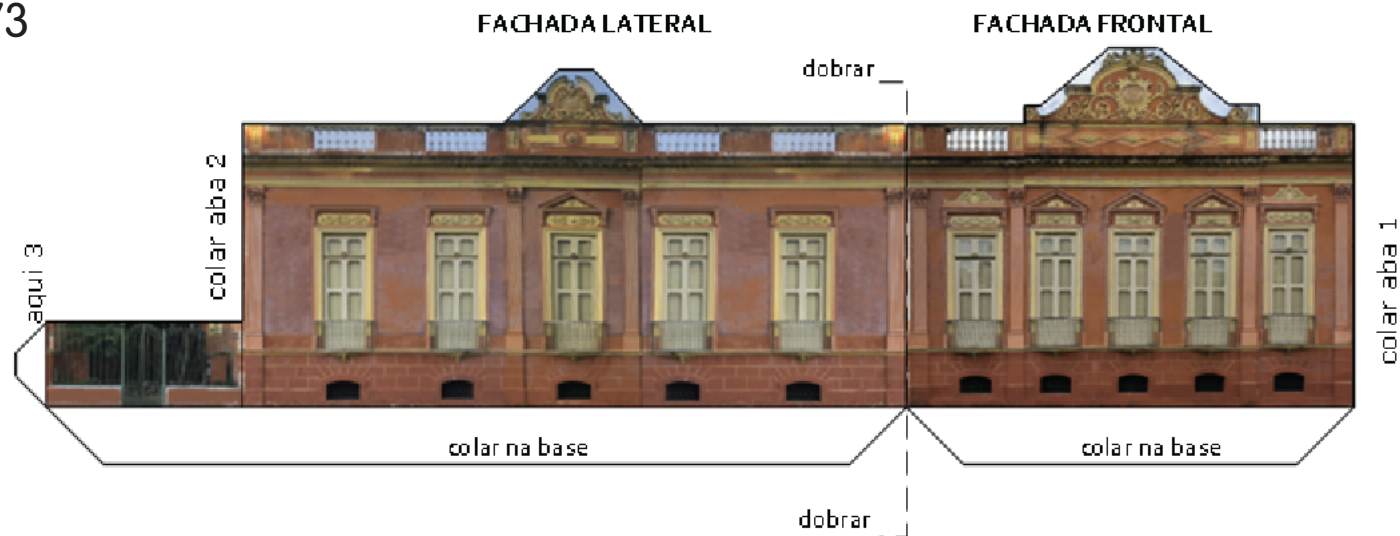 73
FACHADA LATERAL
FACHADA FRONTAL
dobrar
colar aba 2
aqui 3
colar aba 1
colar na base
colar na base
dobrar